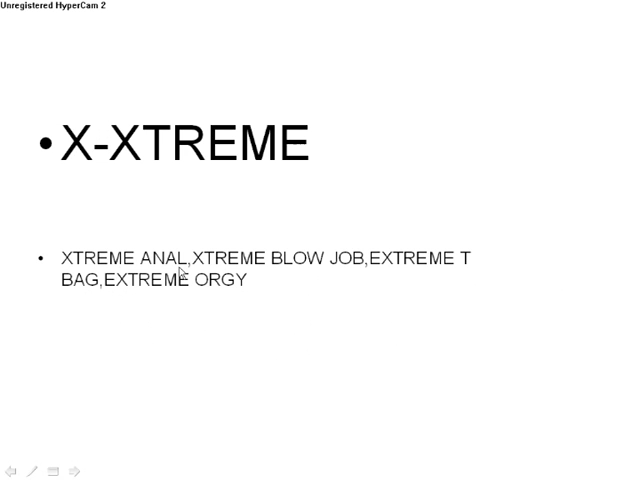 Unregistered HyperCam 2
• X-XTREME
• XTREME ANAL,XTREME BLOW JOB,EXTREME T
BAG,EXTREME ORGY